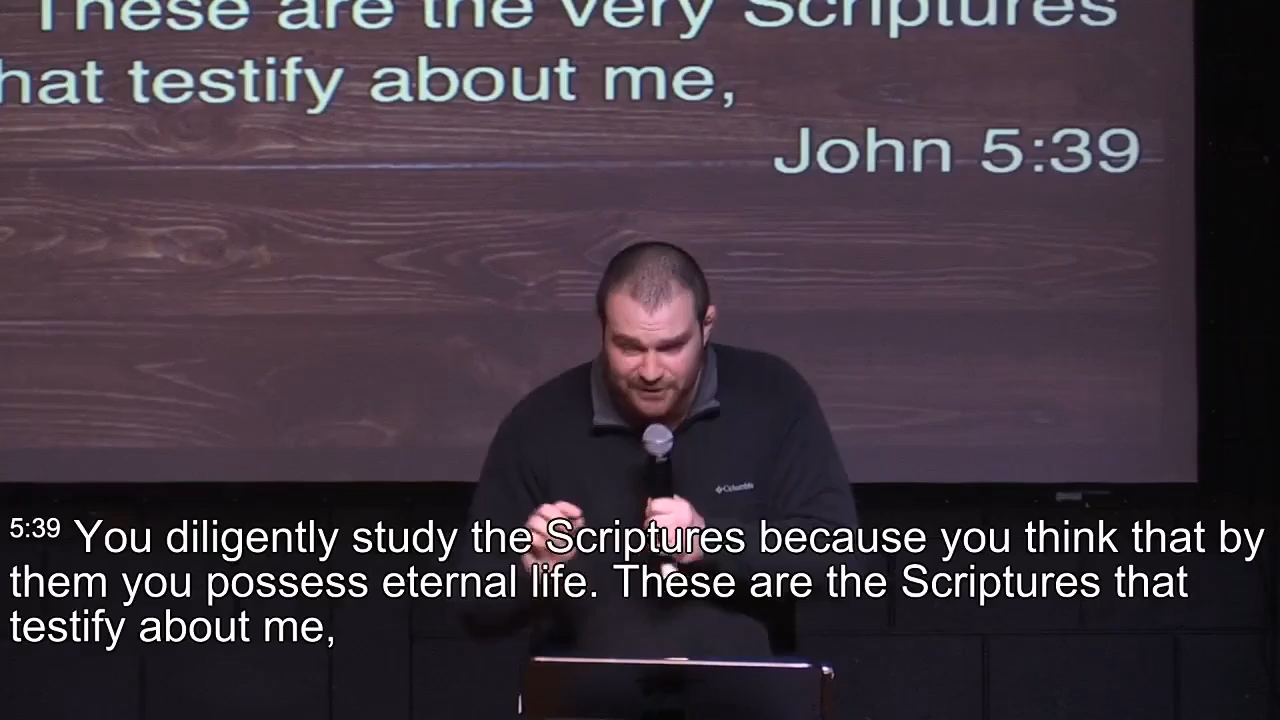 These are the very Scriptures
hat testify about me,
John 5:39
Columbia
5:39 You diligently study the Scriptures because you think that by
them you possess eternal life. These are the Scriptures that
testify about me,